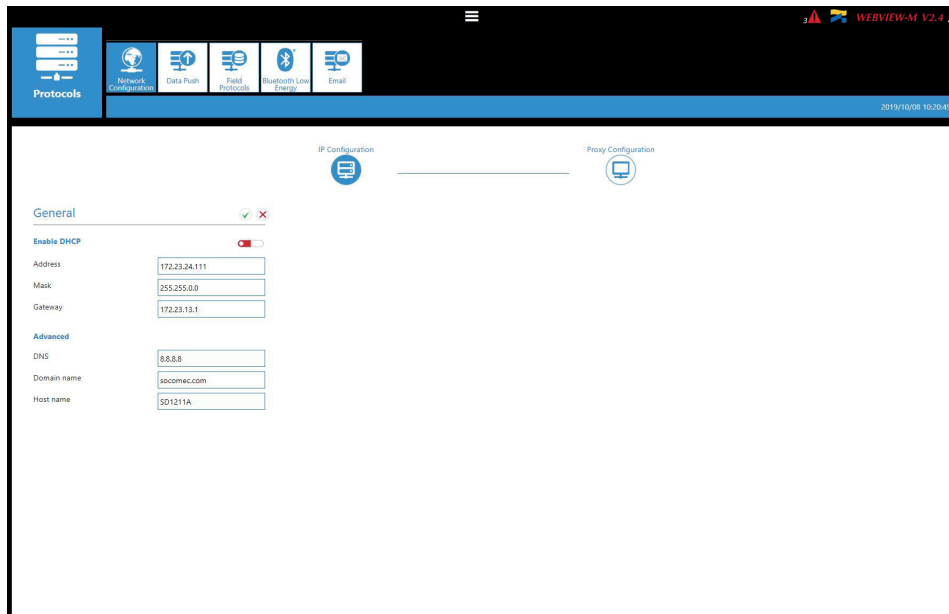 3
WEBVIEW-M V2.4
Protocols
Network
Configuration
Data Push
Field
Protocols
Bluetooth Low
Energy
Email
2019/10/08 10:20:49
IP Configuration
Proxy Configuration
General
Enable DHCP
Address
172.23.24.111
Mask
255.255.0.0
Gateway
172.23.13.1
Advanced
DNS
8.8.8.8
Domain name
socomec.com
Host name
SD1211A